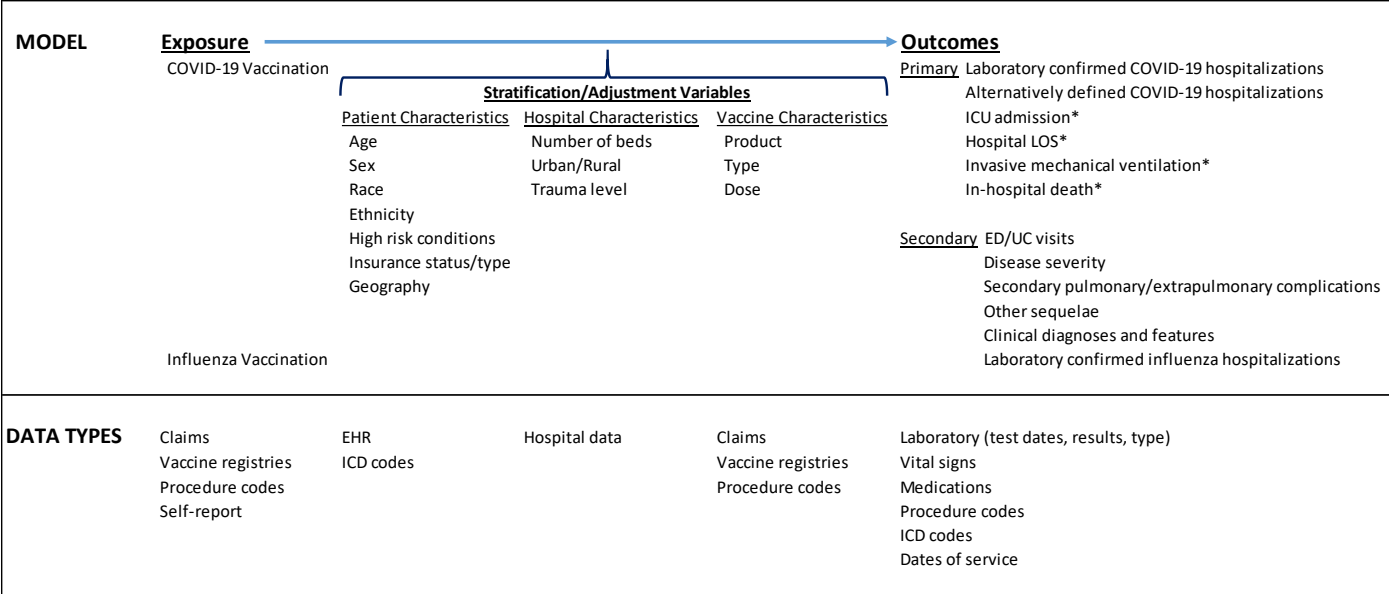 MODEL Exposure Outcomes
COVID-19 Vaccination Primary Laboratory confirmed COVID-19 hospitalizations
Stratification/Adjustment Variables Alternatively defined COVID-19 hospitalizations
Patient Characteristics Hospital Characteristics Vaccine Characteristics ICU admission*
Age Number of beds Product Hospital LOS*
Sex Urban/Rural Type Invasive mechanical ventilation*
Race Trauma level Dose In-hospital death*
Ethnicity
High risk conditions Secondary ED/UC visits
Insurance status/type Disease severity
Geography Secondary pulmonary/extrapulmonary complications
Other sequelae
Clinical diagnoses and features
Influenza Vaccination Laboratory confirmed influenza hospitalizations
DATA TYPES Claims EHR Hospital data Claims Laboratory (test dates, results, type)
Vaccine registries ICD codes Vaccine registries Vital signs
Procedure codes Procedure codes Medications
Self-report Procedure codes
ICD codes
Dates of service